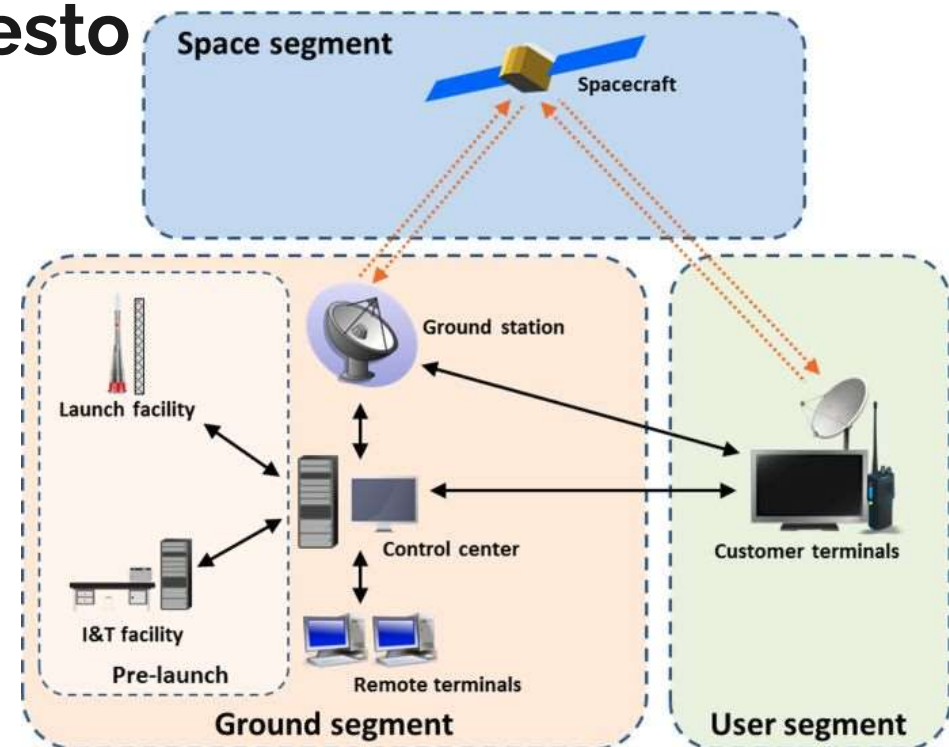 esto
Space segment
Spacecraft
Ground station
Launch facility
Control center
Customer terminals
I&T facility
Pre-launch
Remote terminals
Ground segment
User segment